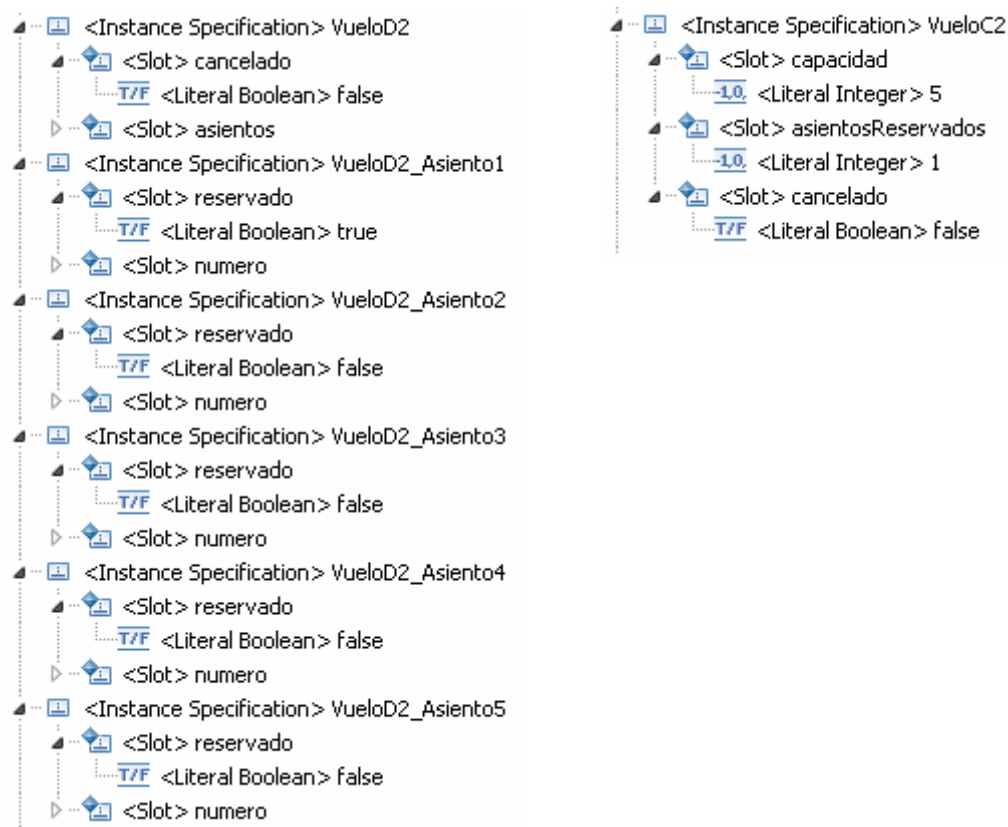 <Instance Specification> VueloD2
<Slot> cancelado
T/F <Literal Boolean> false
<Slot> asientos
<Instance Specification> VueloD2_Asiento1
<Slot> reservado
T/F <Literal Boolean> true
<Slot> numero
<Instance Specification> VueloD2_Asiento2
<Slot> reservado
T/F <Literal Boolean> false
<Slot> numero
<Instance Specification> VueloD2_Asiento3
<Slot> reservado
T/F <Literal Boolean> false
<Slot> numero
<Instance Specification> VueloD2_Asiento4
<Slot> reservado
T/F <Literal Boolean> false
<Slot> numero
<Instance Specification> VueloD2_Asiento5
<Slot> reservado
T/F <Literal Boolean> false
<Slot> numero
<Instance Specification> VueloC2
<Slot> capacidad
-1,0, <Literal Integer> 5
<Slot> asientosReservados
-1,0, <Literal Integer> 1
<Slot> cancelado
T/F <Literal Boolean> false